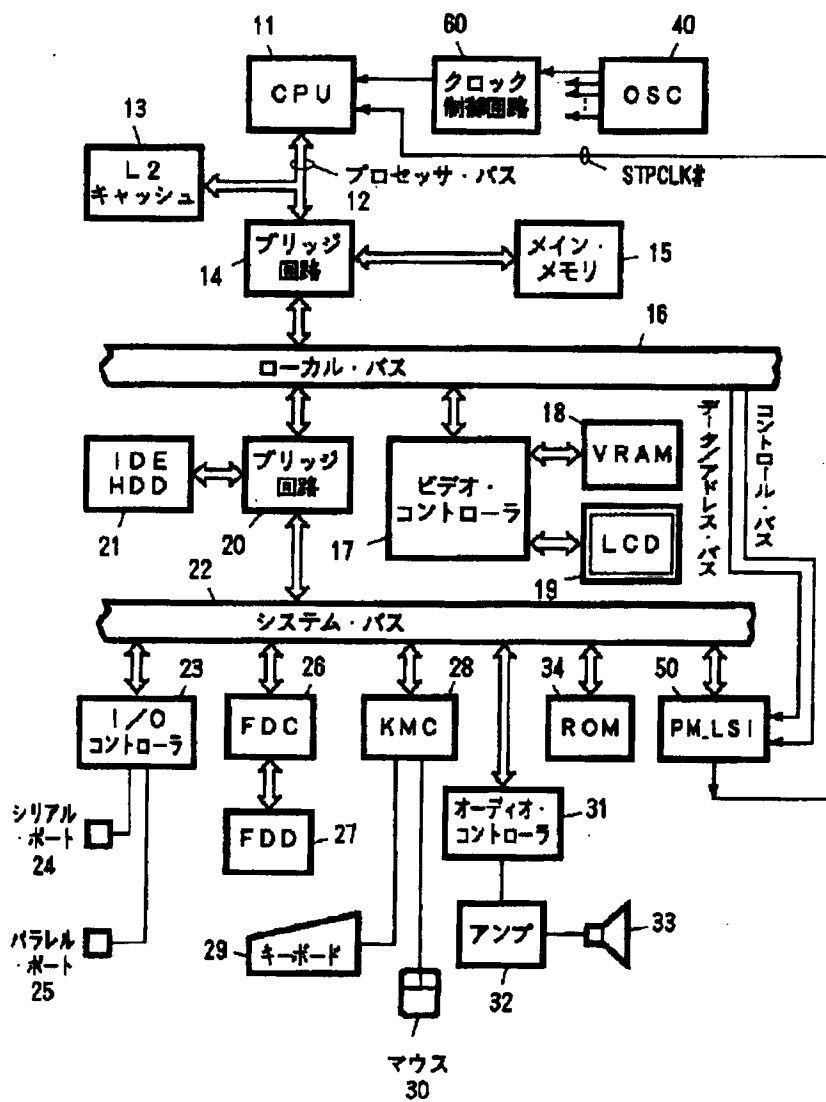 11
60
40
CPU
クロック
制御回路
OSC
13
L2
キャッシュ
プロセッサ・バス
12
STPCLK#
ブリッジ
回路
14
メイン・
メモリ
15
16
ローカル・バス
データ/アドレス・バス
コントロール・バス
18
VRAM
IDE
HDD
21
ブリッジ
回路
20
ビデオ・
コントローラ
17
LCD
19
22
システム・バス
23
I/O
コントローラ
26
FDC
28
KMC
34
ROM
50
PM_LSI
シリアル
・ポート
24
FDD
27
オーディオ・
コントローラ
31
パラレル
・ポート
25
29
キーボード
アンプ
32
33
マウス
30